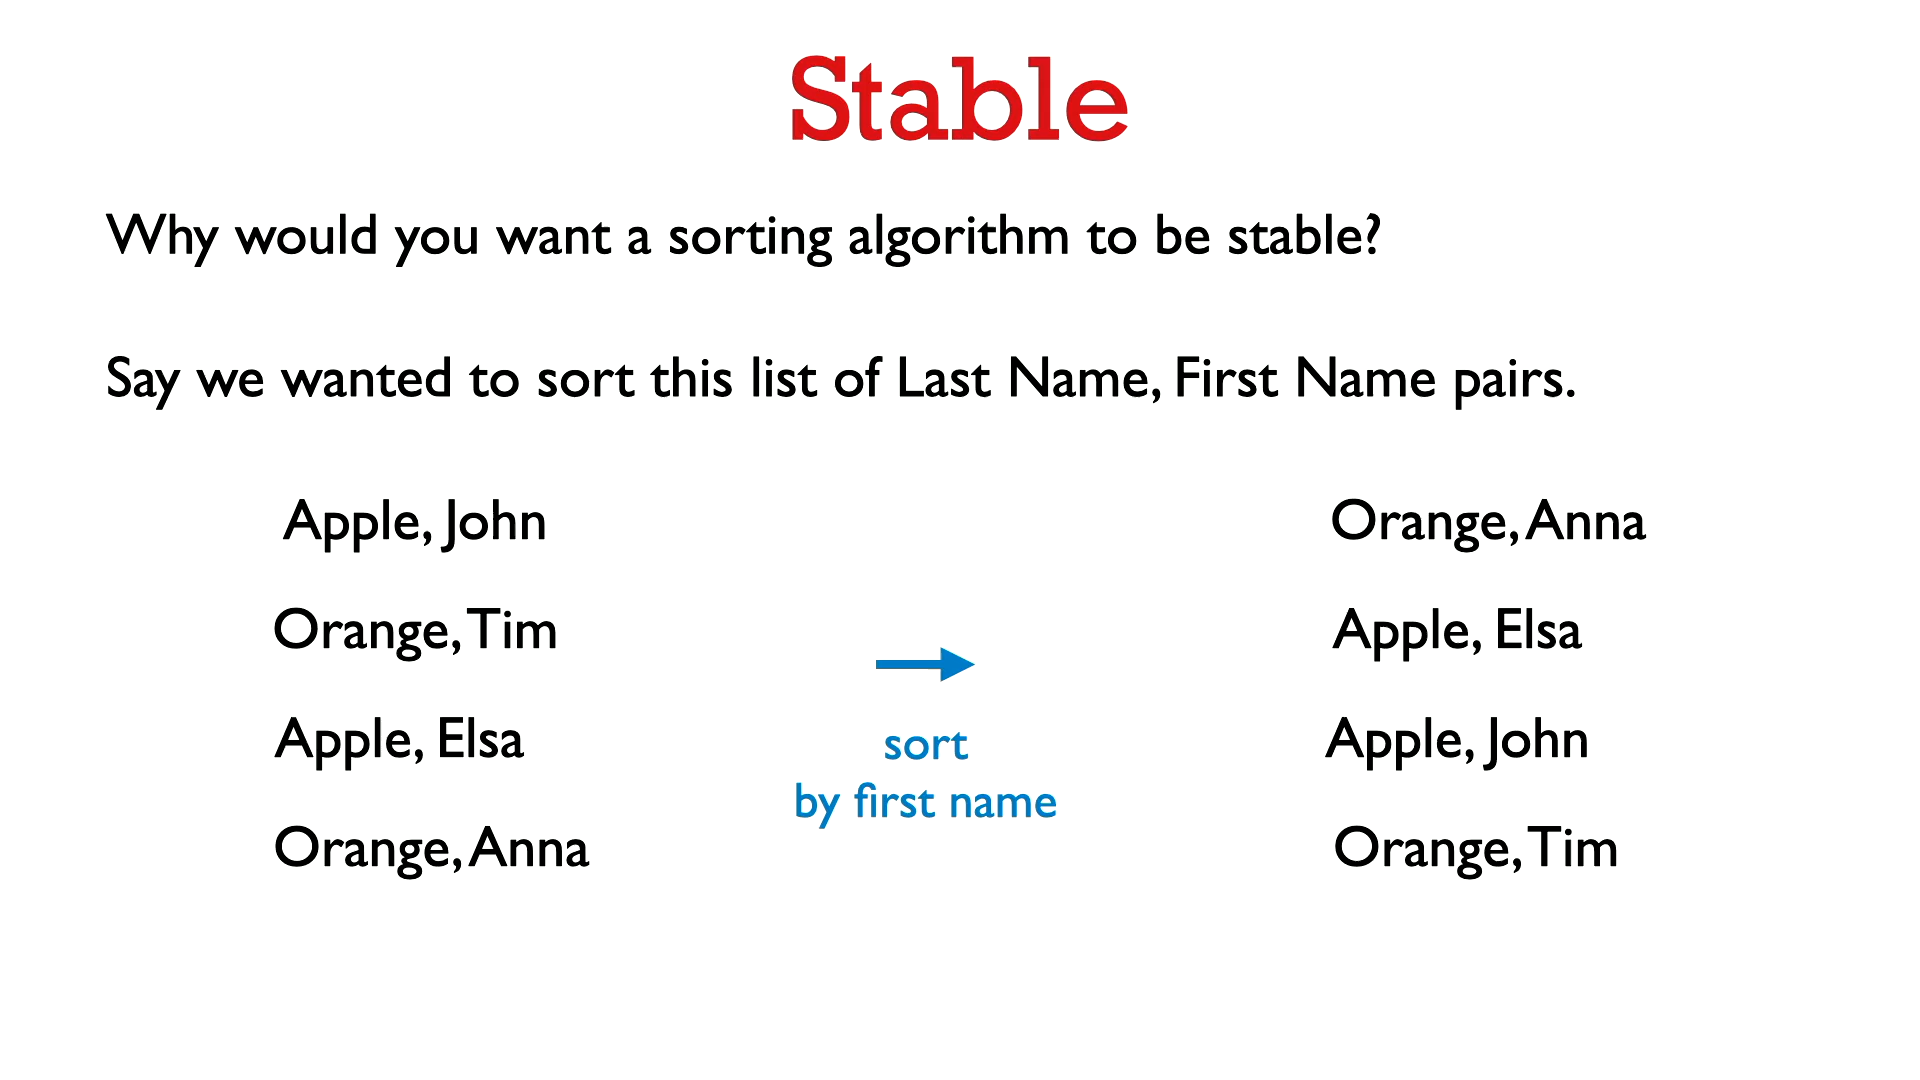 Stable
Why would you want a sorting algorithm to be stable?
Say we wanted to sort this list of Last Name, First Name pairs.
Apple, John
Orange, Tim
Apple, Elsa
Orange, Anna
sort
by first name
Orange, Anna
Apple, Elsa
Apple, John
Orange, Tim